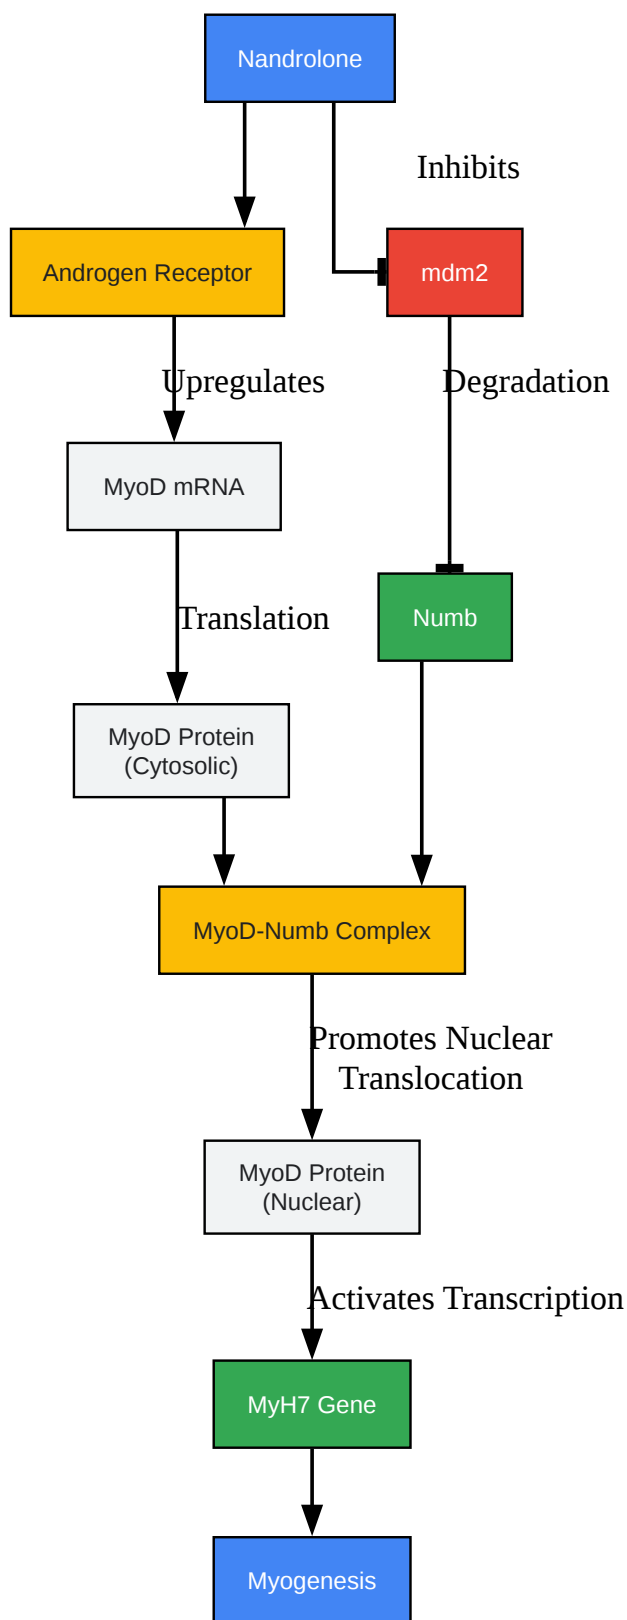 Nandrolone
Inhibits
Androgen Receptor
mdm2
Upregulates
Degradation
MyoD mRNA
Translation
Numb
MyoD Protein
(Cytosolic)
MyoD-Numb Complex
Promotes Nuclear
Translocation
MyoD Protein
(Nuclear)
Activates Transcription
MyH7 Gene
Myogenesis